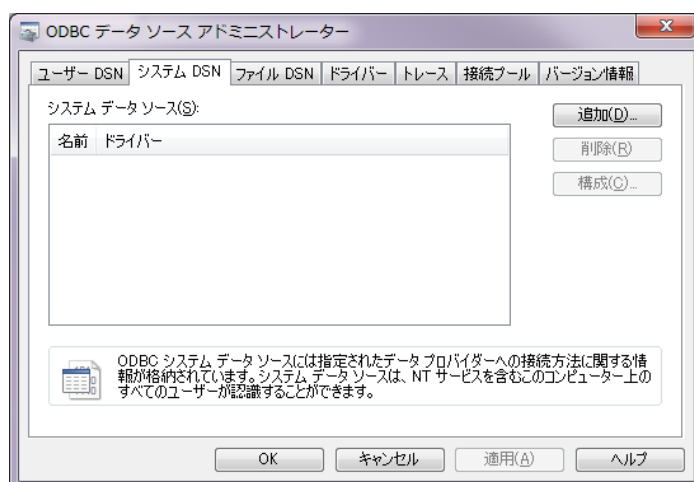 ODBC データ ソース アドミニストレーター
ユーザー DSN システム DSN ファイル DSN ドライバー トレース 接続プール バージョン情報
システム データ ソース(S):
追加(D)...
名前 ドライバー
削除(R)
構成(C)...
ODBC システム データ ソースには指定されたデータ プロバイダーへの接続方法に関する情
報が格納されています。システム データ ソースは、NT サービスを含むこのコンピューター上の
すべてのユーザーが認識することができます。
OK キャンセル 適用(A) ヘルプ